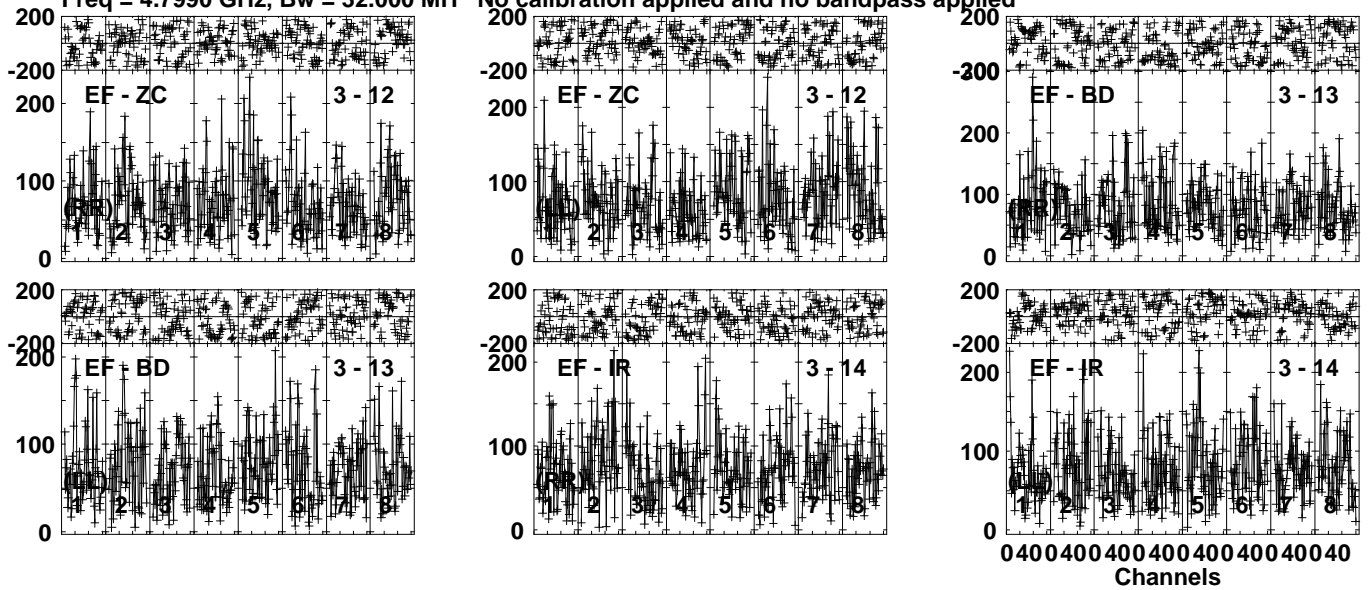 Freq = 4.7990 GHz, Bw = 32.000 MH No calibration applied and no bandpass applied
200 200 200
-200 -200 -200
300
EF - ZC 3 - 12 EF - ZC 3 - 12 EF - BD 3 - 13
200 200 200
100 100 100
(RR) (LL) (RR)
1 2 3 4 5 6 7 8 1 2 3 4 5 6 7 8 1 2 3 4 5 6 7 8
0 0 0
200 200 200
-200 -200 -200
200 200 200
EF - BD 3 - 13 EF - IR 3 - 14 EF - IR 3 - 14
100 100 100
(LL) (RR) (LL)
1 2 3 4 5 6 7 8 1 2 3 4 5 6 7 8 1 2 3 4 5 6 7 8
0 0 0
0 40 0 40 0 40 0 40 0 40 0 40 0 40 0 40
Channels